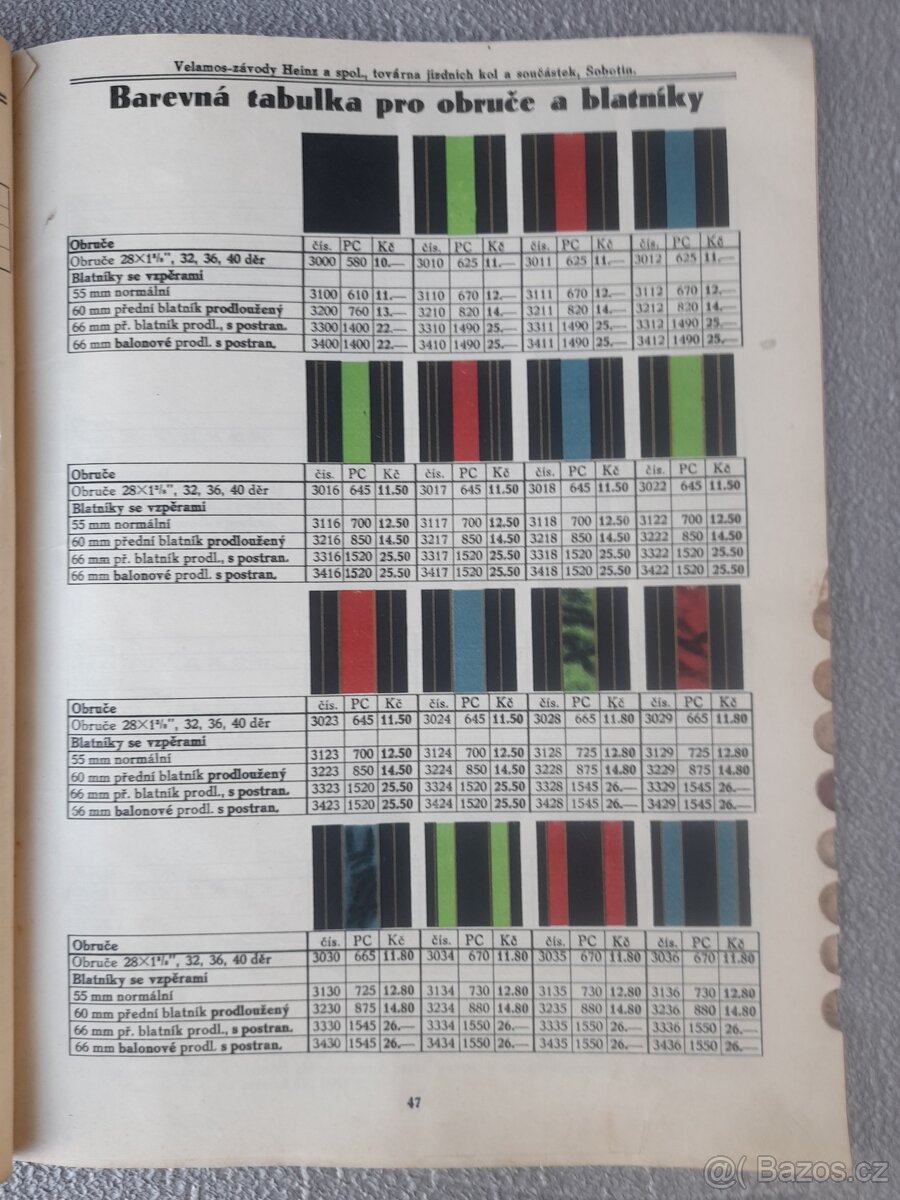 Velamos-závody Heinz a spol., továrna jízdních kol a součástek, Sobotín.
Barevná tabulka pro obruče a blatníky
Obruče čís. PC Kč čís. PC Kč čís. PC Kč čís. PC Kč
Obruče 28×1⁵/₈", 32, 36, 40 děr 3000 580 10.— 3010 625 11.— 3011 625 11.— 3012 625 11.—
Blatníky se vzpěrami
55 mm normální 3100 610 11.— 3110 670 12.— 3111 670 12.— 3112 670 12.—
60 mm přední blatník prodloužený 3200 760 13.— 3210 820 14. 3211 820 14.— 3212 820 14.
66 mm př. blatník prodl., s postran. 3300 1400 22.— 3310 1490 25.— 3311 1490 25.— 3312 1490 25.—
66 mm balonové prodl. s postran. 3400 1400 22.— 3410 1490 25.— 3411 1490 25.— 3412 1490 25.—
Obruče čís. PC Kč čís. PC Kč čís. PC Kč čís. PC Kč
Obruče 28×1⁵/₈", 32, 36, 40 děr 3016 645 11.50 3017 645 11.50 3018 645 11.50 3022 645 11.50
Blatníky se vzpěrami
55 mm normální 3116 700 12.50 3117 700 12.50 3118 700 12.50 3122 700 12.50
60 mm přední blatník prodloužený 3216 850 14.50 3217 850 14.50 3218 850 14.50 3222 850 14.50
66 mm př. blatník prodl., s postran. 3316 1520 25.50 3317 1520 25.50 3318 1520 25.50 3322 1520 25.50
66 mm balonové prodl. s postran. 3416 1520 25.50 3417 1520 25.50 3418 1520 25.50 3422 1520 25.50
Obruče čís. PC Kč čís. PC Kč čís. PC Kč čís. PC Kč
Obruče 28×1⁵/₈", 32, 36, 40 děr 3023 645 11.50 3024 645 11.50 3028 665 11.80 3029 665 11.80
Blatníky se vzpěrami
55 mm normální 3123 700 12.50 3124 700 12.50 3128 725 12.80 3129 725 12.80
60 mm přední blatník prodloužený 3223 850 14.50 3224 850 14.50 3228 875 14.80 3229 875 14.80
66 mm př. blatník prodl., s postran. 3323 1520 25.50 3324 1520 25.50 3328 1545 26.— 3329 1545 26.—
66 mm balonové prodl. s postran. 3423 1520 25.50 3424 1520 25.50 3428 1545 26.— 3429 1545 26.—
Obruče čís. PC Kč čís. PC Kč čís. PC Kč čís. PC Kč
Obruče 28×1⁵/₈", 32, 36, 40 děr 3030 665 11.80 3034 670 11.80 3035 670 11.80 3036 670 11.80
Blatníky se vzpěrami
55 mm normální 3130 725 12.80 3134 730 12.80 3135 730 12.80 3136 730 12.80
60 mm přední blatník prodloužený 3230 875 14.80 3234 880 14.80 3235 880 14.80 3236 880 14.80
66 mm př. blatník prodl., s postran. 3330 1545 26.— 3334 1550 26.— 3335 1550 26.— 3336 1550 26.—
66 mm balonové prodl. s postran. 3430 1545 26.— 3434 1550 26.— 3435 1550 26.— 3436 1550 26.—
47
@( Bazos.cz